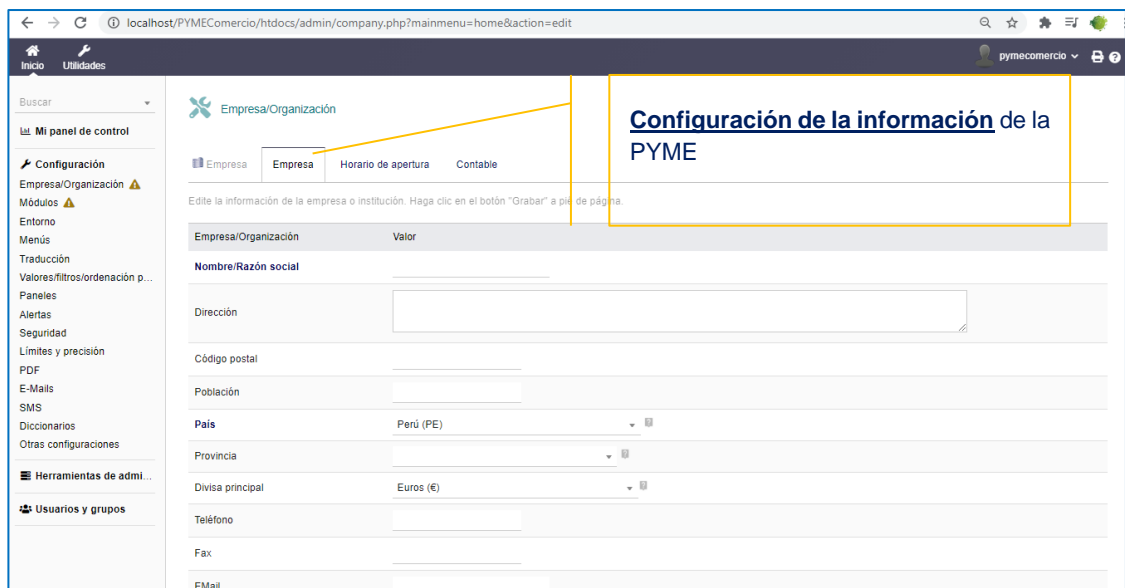 localhost/PYMEComercio/htdocs/admin/company.php?mainmenu=home&action=edit
Inicio
Utilidades
pymecomercio
Buscar
Mi panel de control
Configuración
Empresa/Organización
Módulos
Entorno
Menús
Traducción
Valores/filtros/ordenación p...
Paneles
Alertas
Seguridad
Límites y precisión
PDF
E-Mails
SMS
Diccionarios
Otras configuraciones
Herramientas de admi...
Usuarios y grupos
Empresa/Organización
Configuración de la información de la
PYME
Empresa
Empresa
Horario de apertura
Contable
Edite la información de la empresa o institución. Haga clic en el botón "Grabar" a pié de página.
Empresa/Organización
Valor
Nombre/Razón social
Dirección
Código postal
Población
País
Perú (PE)
Provincia
Divisa principal
Euros (€)
Teléfono
Fax
EMail